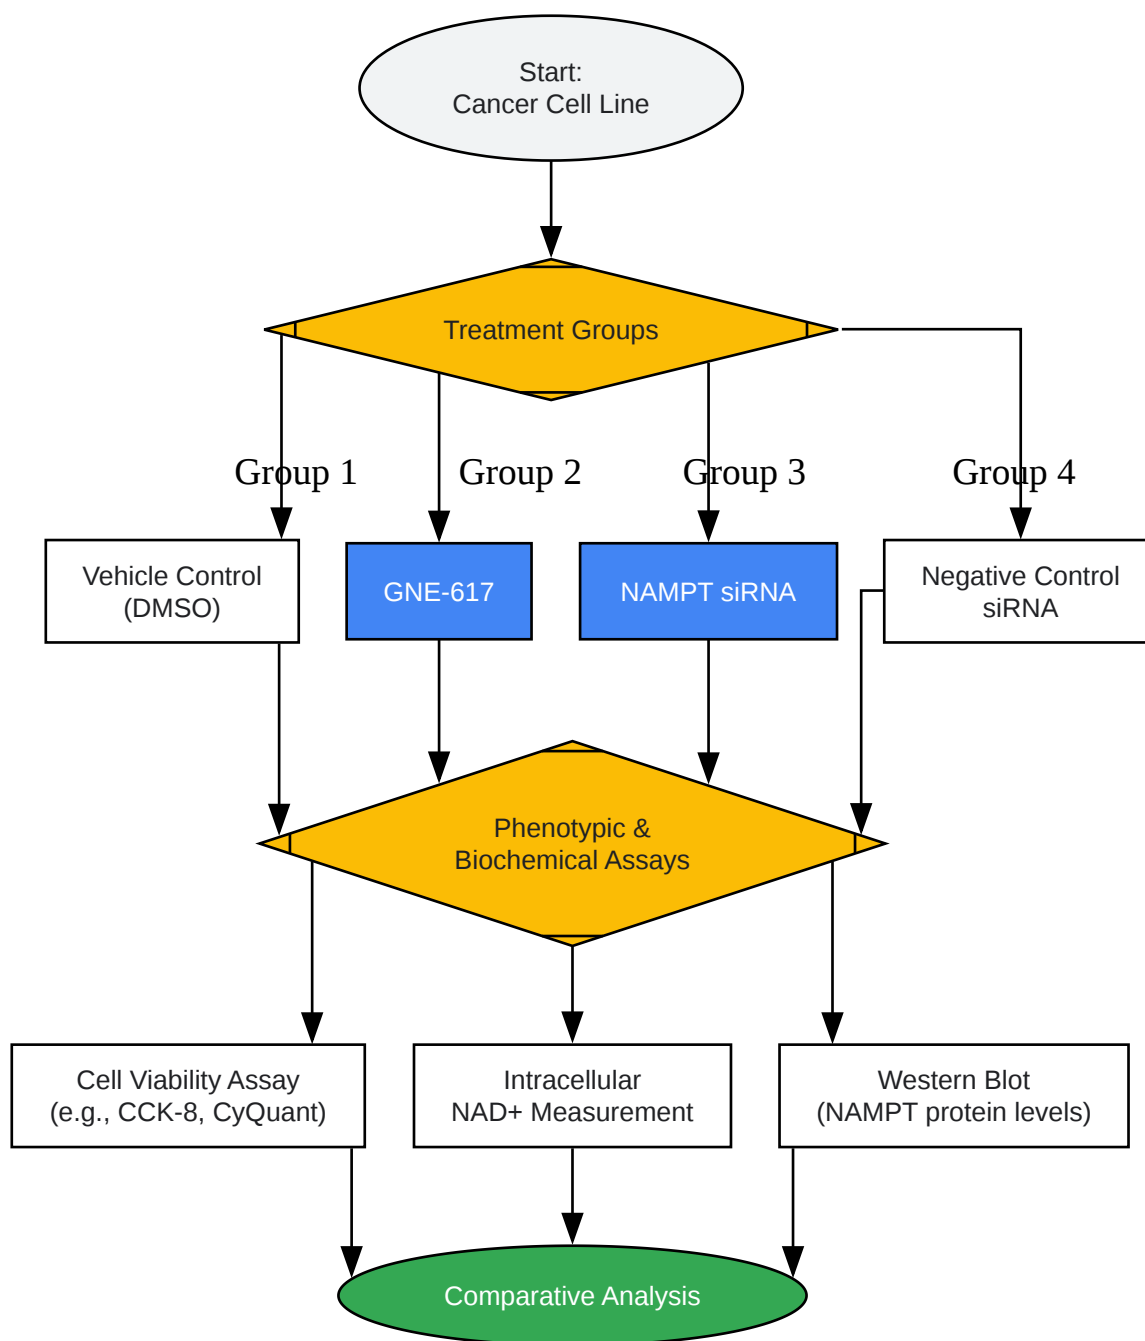 Start:
Cancer Cell Line
Treatment Groups
Group 1
Group 2
Group 3
Group 4
Vehicle Control
(DMSO)
GNE-617
NAMPT siRNA
Negative Control
siRNA
Phenotypic &
Biochemical Assays
Cell Viability Assay
(e.g., CCK-8, CyQuant)
Intracellular
NAD+ Measurement
Western Blot
(NAMPT protein levels)
Comparative Analysis